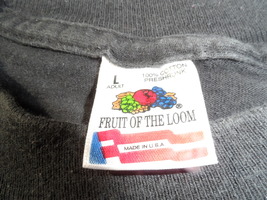 L
ADULT
100% COTTON
PRESHRUNK
®
FRUIT OF THE LOOM
MADE IN U.S.A.